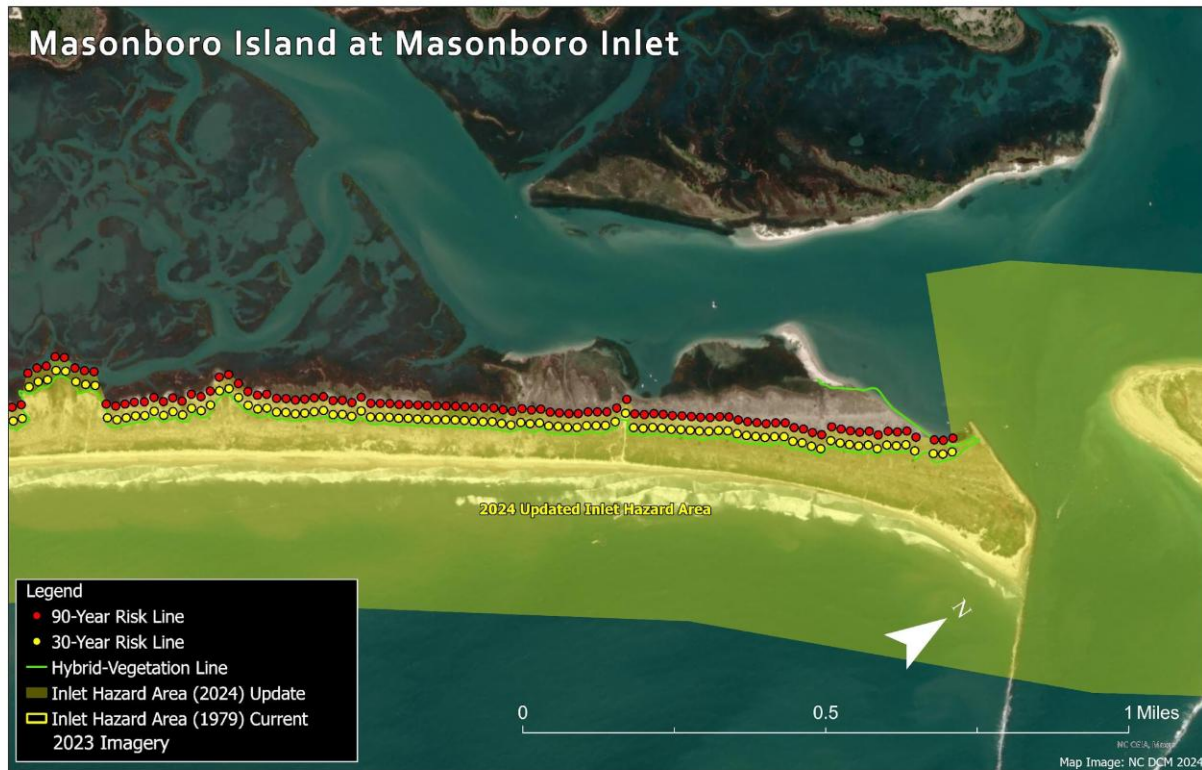 Masonboro Island at Masonboro Inlet
2024 Updated Inlet Hazard Area
Legend
90-Year Risk Line
30-Year Risk Line
Hybrid-Vegetation Line
Inlet Hazard Area (2024) Update
Inlet Hazard Area (1979) Current
2023 Imagery
N
0 0.5 1 Miles
Map Image: NC DCM 2024